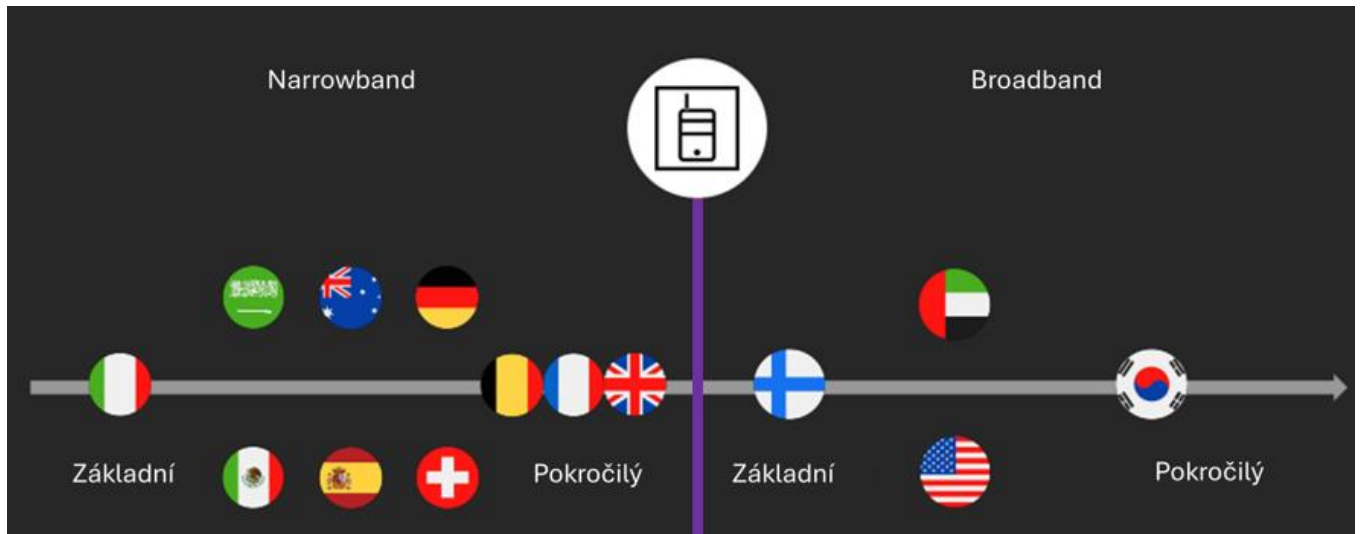 Narrowband
Broadband
Základní
Pokročilý
Základní
Pokročilý